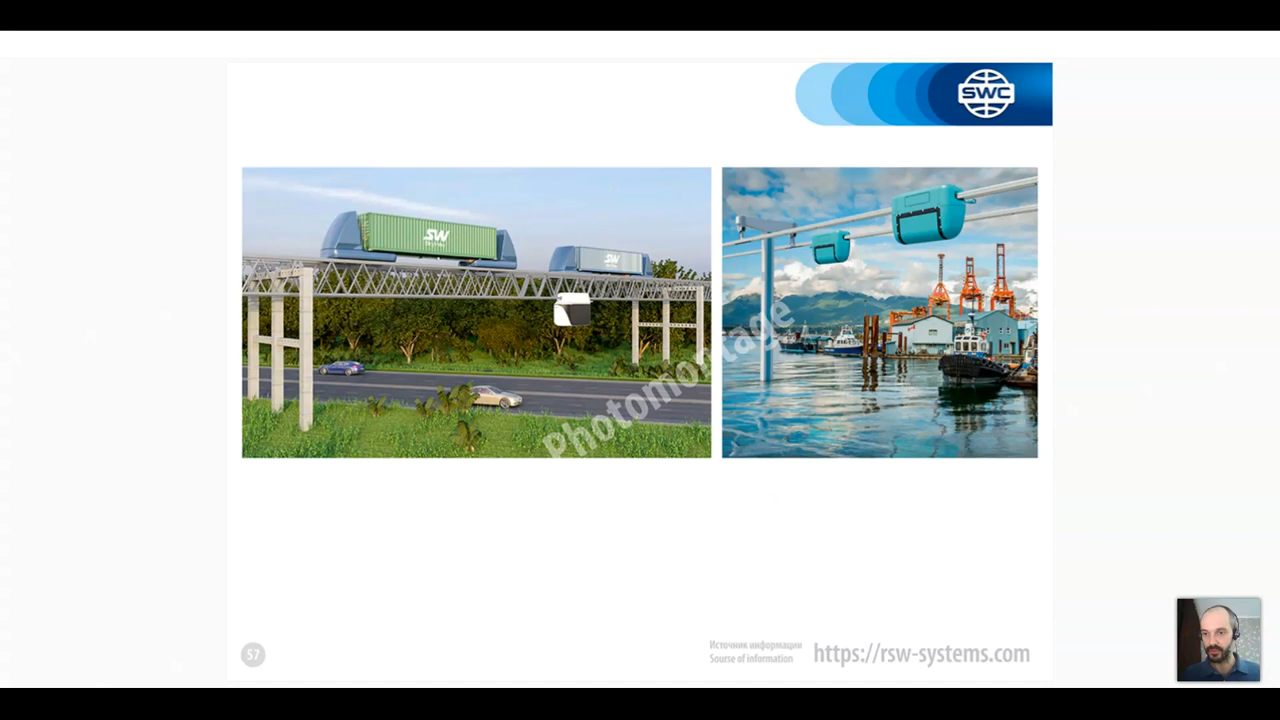 SWC
SW
SW
Photomontage
57
Источник информации
Sourse of information
https://rsw-systems.com